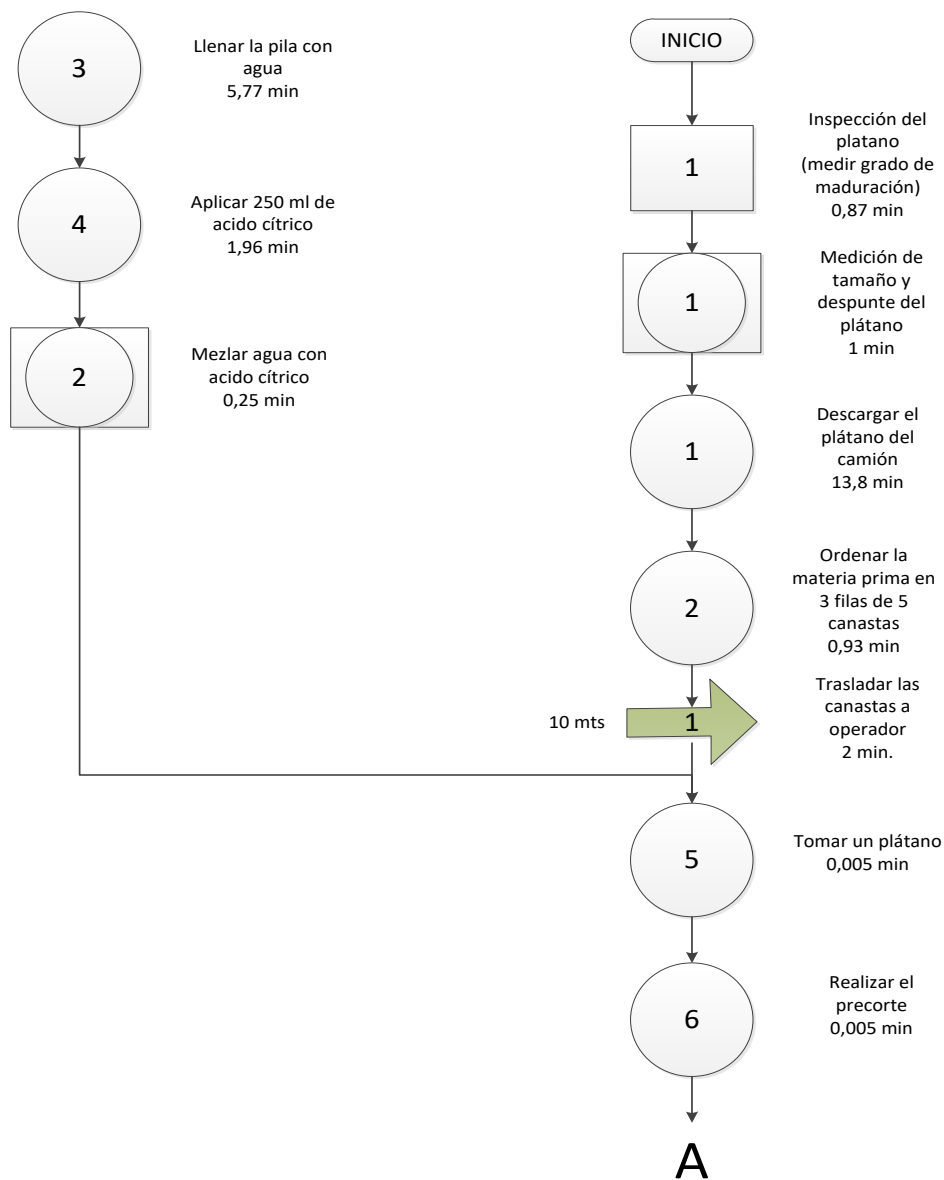 3
Llenar la pila con
agua
5,77 min
4
Aplicar 250 ml de
acido cítrico
1,96 min
2
Mezlar agua con
acido cítrico
0,25 min
INICIO
1
Inspección del
platano
(medir grado de
maduración)
0,87 min
1
Medición de
tamaño y
despunte del
plátano
1 min
1
Descargar el
plátano del
camión
13,8 min
2
Ordenar la
materia prima en
3 filas de 5
canastas
0,93 min
10 mts
1
Trasladar las
canastas a
operador
2 min.
5
Tomar un plátano
0,005 min
6
Realizar el
precorte
0,005 min
A